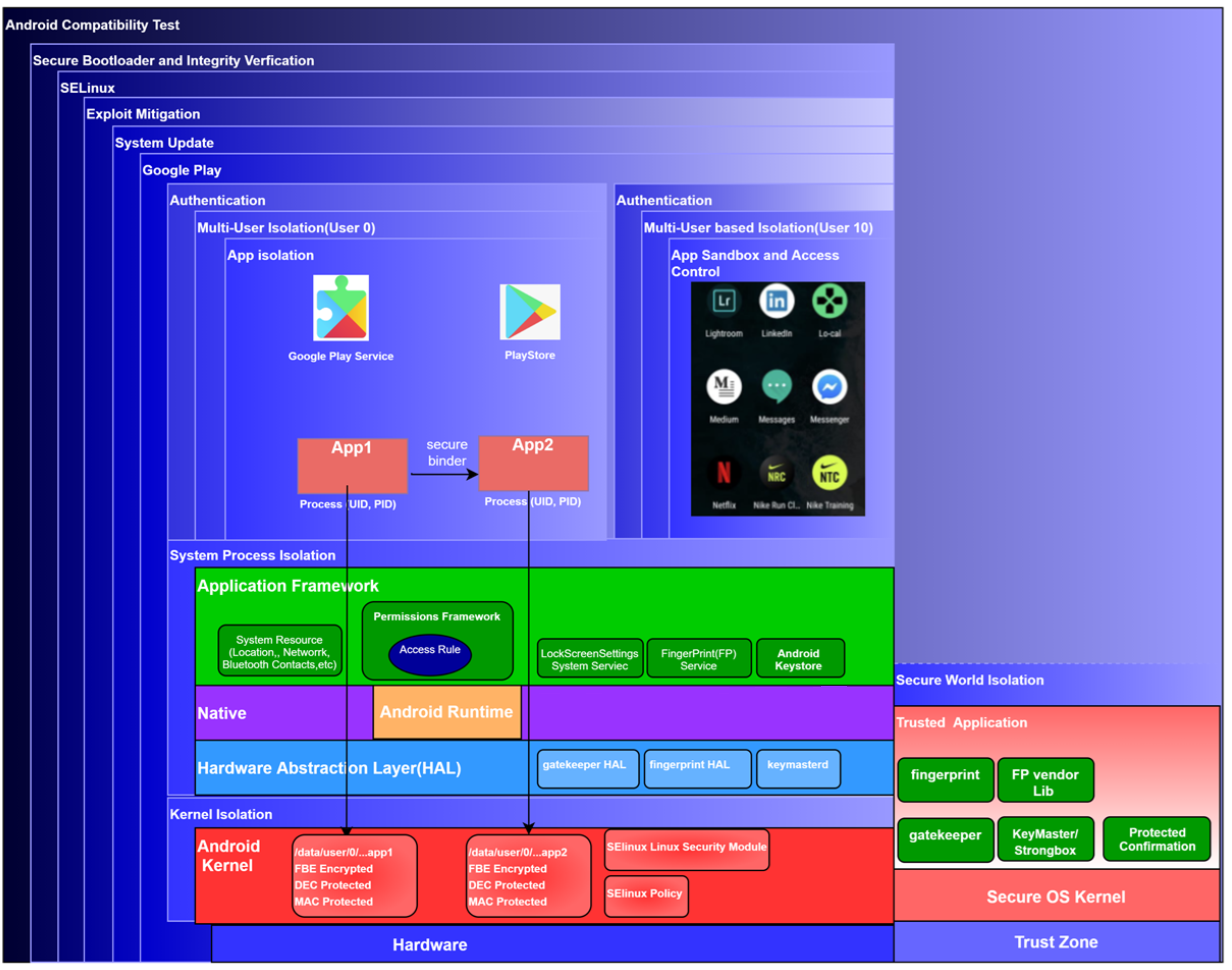 Android Compatibility Test
Secure Bootloader and Integrity Verfication
SELinux
Exploit Mitigation
System Update
Google Play
Authentication
Multi-User Isolation(User 0)
App isolation
Google Play Service
PlayStore
App1
secure
binder
App2
Process (UID, PID)
Process (UID, PID)
Authentication
Multi-User based Isolation(User 10)
App Sandbox and Access
Control
Lr
in
Lightroom
LinkedIn
Lo-cal
M
Medium
Messages
Messenger
N
NRC
NTC
Netflix
Nike Run Cl...
Nike Training
System Process Isolation
Application Framework
System Resource
(Location,, Networrk,
Bluetooth Contacts,etc)
Permissions Framework
Access Rule
LockScreenSettings
System Serviec
FingerPrint(FP)
Service
Android
Keystore
Native
Android Runtime
Hardware Abstraction Layer(HAL)
gatekeeper HAL
fingerprint HAL
keymasterd
Kernel Isolation
Android
Kernel
/data/user/0/...app1
FBE Encrypted
DEC Protected
MAC Protected
/data/user/0/...app2
FBE Encrypted
DEC Protected
MAC Protected
SElinux Linux Security Module
SElinux Policy
Hardware
Secure World Isolation
Trusted Application
fingerprint
FP vendor
Lib
gatekeeper
KeyMaster/
Strongbox
Protected
Confirmation
Secure OS Kernel
Trust Zone